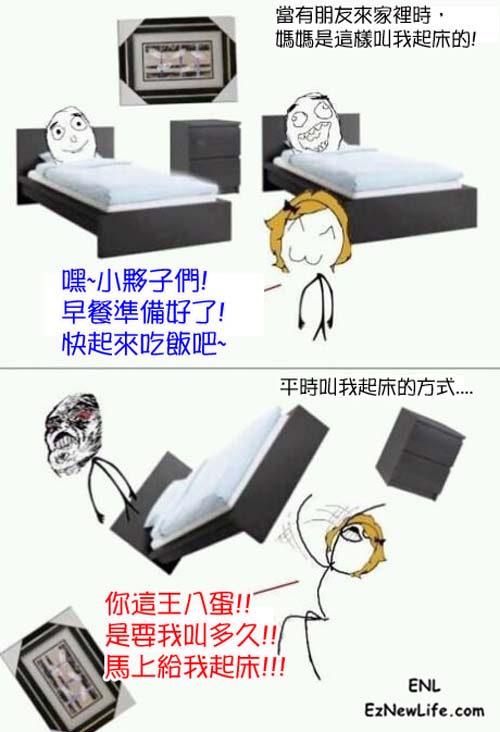 當有朋友來家裡時，
媽媽是這樣叫我起床的!
嘿~小夥子們!
早餐準備好了!
快起來吃飯吧~
平時叫我起床的方式....
你這王八蛋!!
是要我叫多久!!
馬上給我起床!!!
ENL
EzNewLife.com